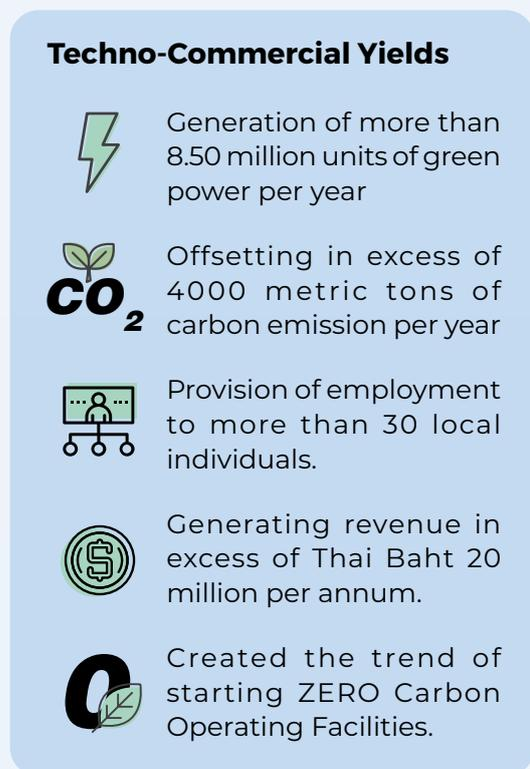 Techno-Commercial Yields
Generation of more than
8.50 million units of green
power per year
CO2
Offsetting in excess of
4000 metric tons of
carbon emission per year
Provision of employment
to more than 30 local
individuals.
$
Generating revenue in
excess of Thai Baht 20
million per annum.
0
Created the trend of
starting ZERO Carbon
Operating Facilities.